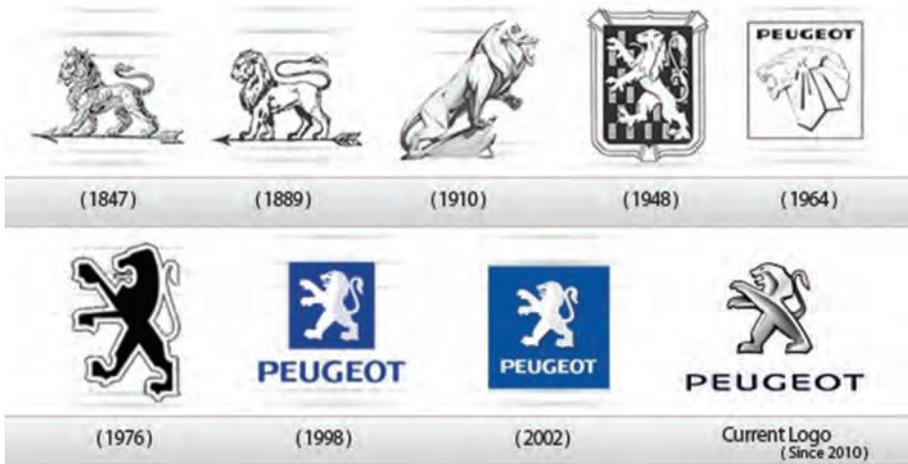 PEUGEOT
(1847) (1889) (1910) (1948) (1964)
PEUGEOT PEUGEOT PEUGEOT
(1976) (1998) (2002) Current Logo
(Since 2010)